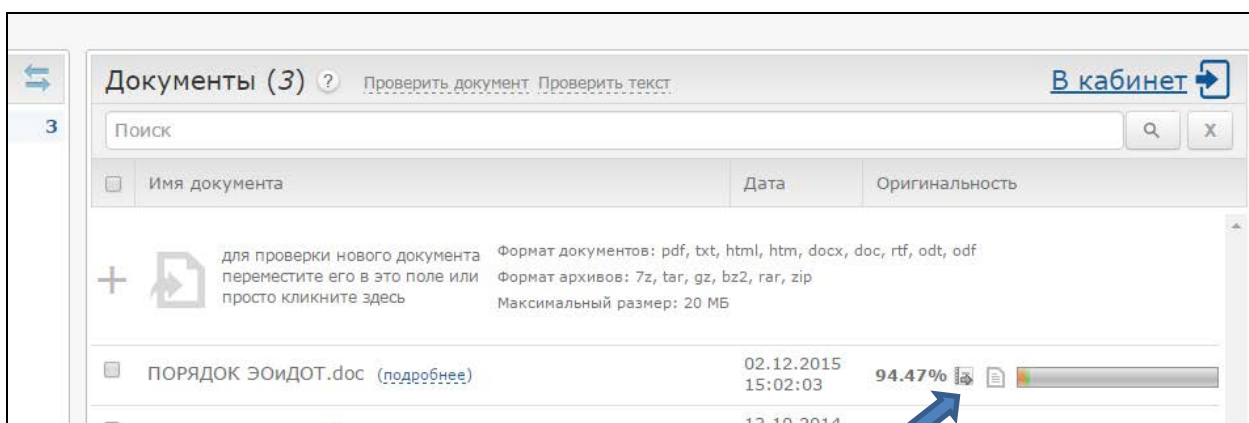 Документы (3) ? Проверить документ Проверить текст В кабинет
3
Поиск X
Имя документа Дата Оригинальность
для проверки нового документа
переместите его в это поле или
просто кликните здесь
Формат документов: pdf, txt, html, htm, docx, doc, rtf, odt, odf
Формат архивов: 7z, tar, gz, bz2, rar, zip
Максимальный размер: 20 МБ
ПОРЯДОК ЭОиДОТ.doc (подробнее)
02.12.2015
15:02:03
94.47%